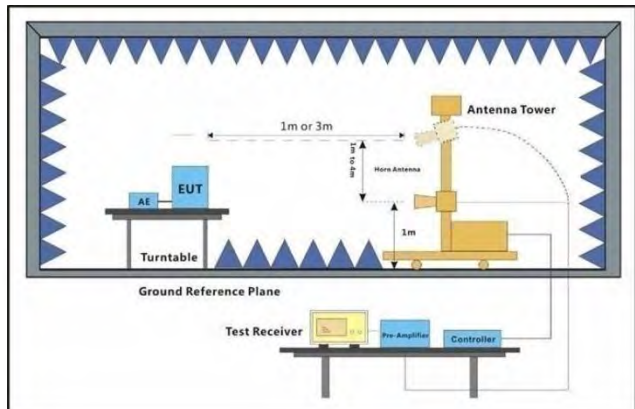 1m or 3m
Antenna Tower
1m to 4m
Horn Antenna
EUT
AE
1m
Turntable
Ground Reference Plane
Test Receiver
Pre-Amplifier
Controller